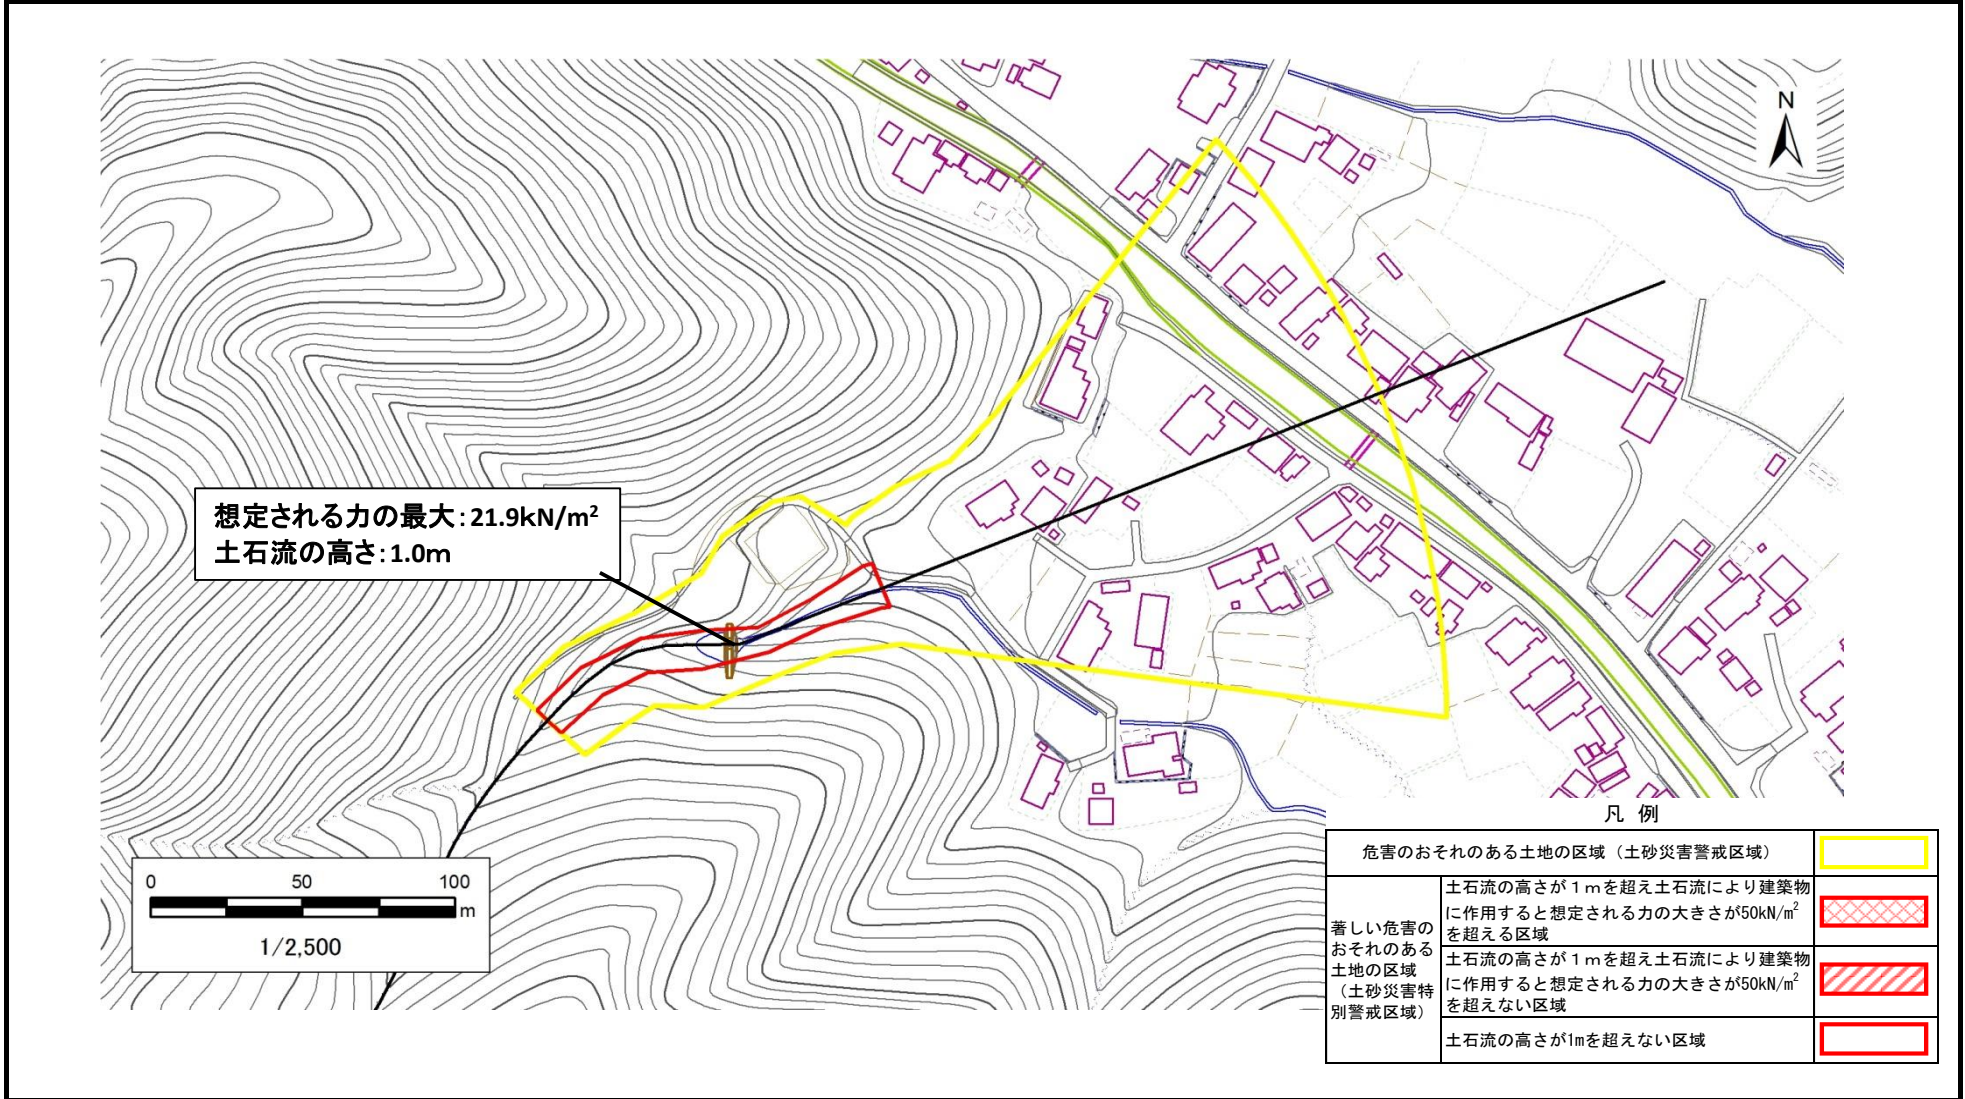 N
想定される力の最大：21.9kN/m²
土石流の高さ：1.0m
0 50 100
m
1/2,500
凡 例
危害のおそれのある土地の区域（土砂災害警戒区域）
著しい危害の
おそれのある
土地の区域
（土砂災害特
別警戒区域）
土石流の高さが１ｍを超え土石流により建築物
に作用すると想定される力の大きさが50kN/m²
を超える区域
土石流の高さが１ｍを超え土石流により建築物
に作用すると想定される力の大きさが50kN/m²
を超えない区域
土石流の高さが1mを超えない区域